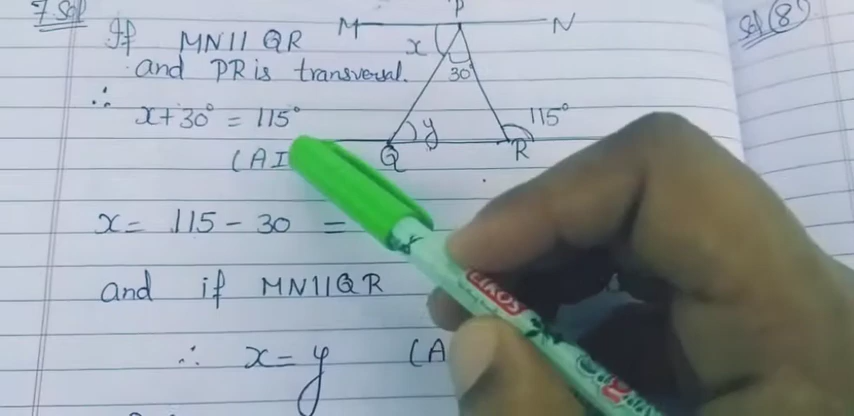 7 Sol
If MN || QR
and PR is transversal.
∴
x + 30° = 115°
(AI
x = 115 - 30 =
and if MN || QR
∴ x = y (A
P
M N
x
30°
y 115°
Q R
Sol (8)